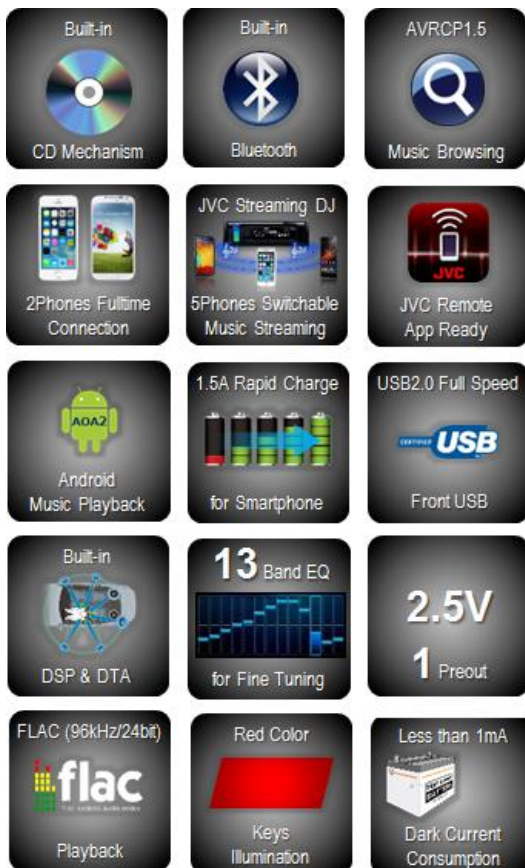 Built-in
CD Mechanism
Built-in
Bluetooth
AVRCP1.5
Music Browsing
2Phones Fulltime
Connection
JVC Streaming DJ
5Phones Switchable
Music Streaming
JVC
JVC Remote
App Ready
AOA2
Android
Music Playback
1.5A Rapid Charge
for Smartphone
USB2.0 Full Speed
CERTIFIED USB
Front USB
Built-in
DSP & DTA
13 Band EQ
for Fine Tuning
2.5V
1 Preout
FLAC (96kHz/24bit)
flac
Playback
Red Color
Keys
Illumination
Less than 1mA
Dark Current
Consumption